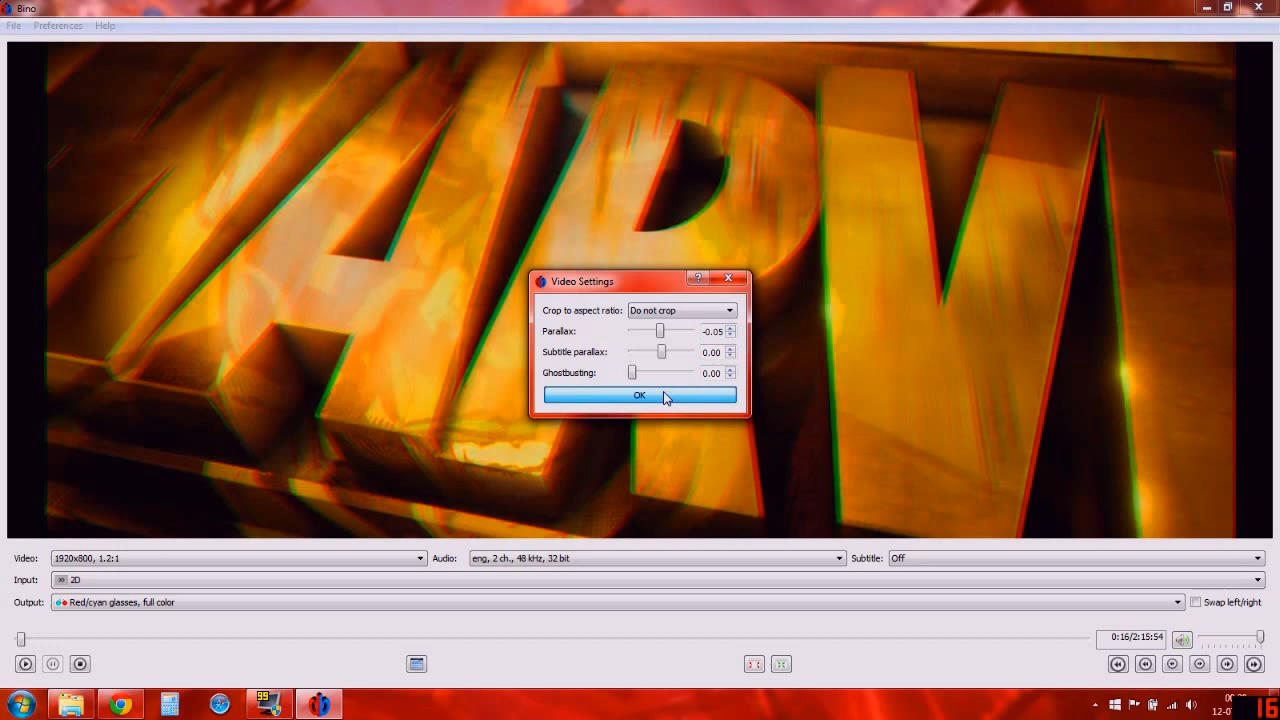 Bino
File Preferences Help
ARV
Video Settings
Crop to aspect ratio: Do not crop
Parallax: -0.05
Subtitle parallax: 0.00
Ghostbusting: 0.00
OK
Video: 1920x800, 1.2:1 Audio: eng, 2 ch., 48 kHz, 32 bit Subtitle: Off
Input: 2D
Output: Red/cyan glasses, full color Swap left/right
0:16/2:15:54
99
16